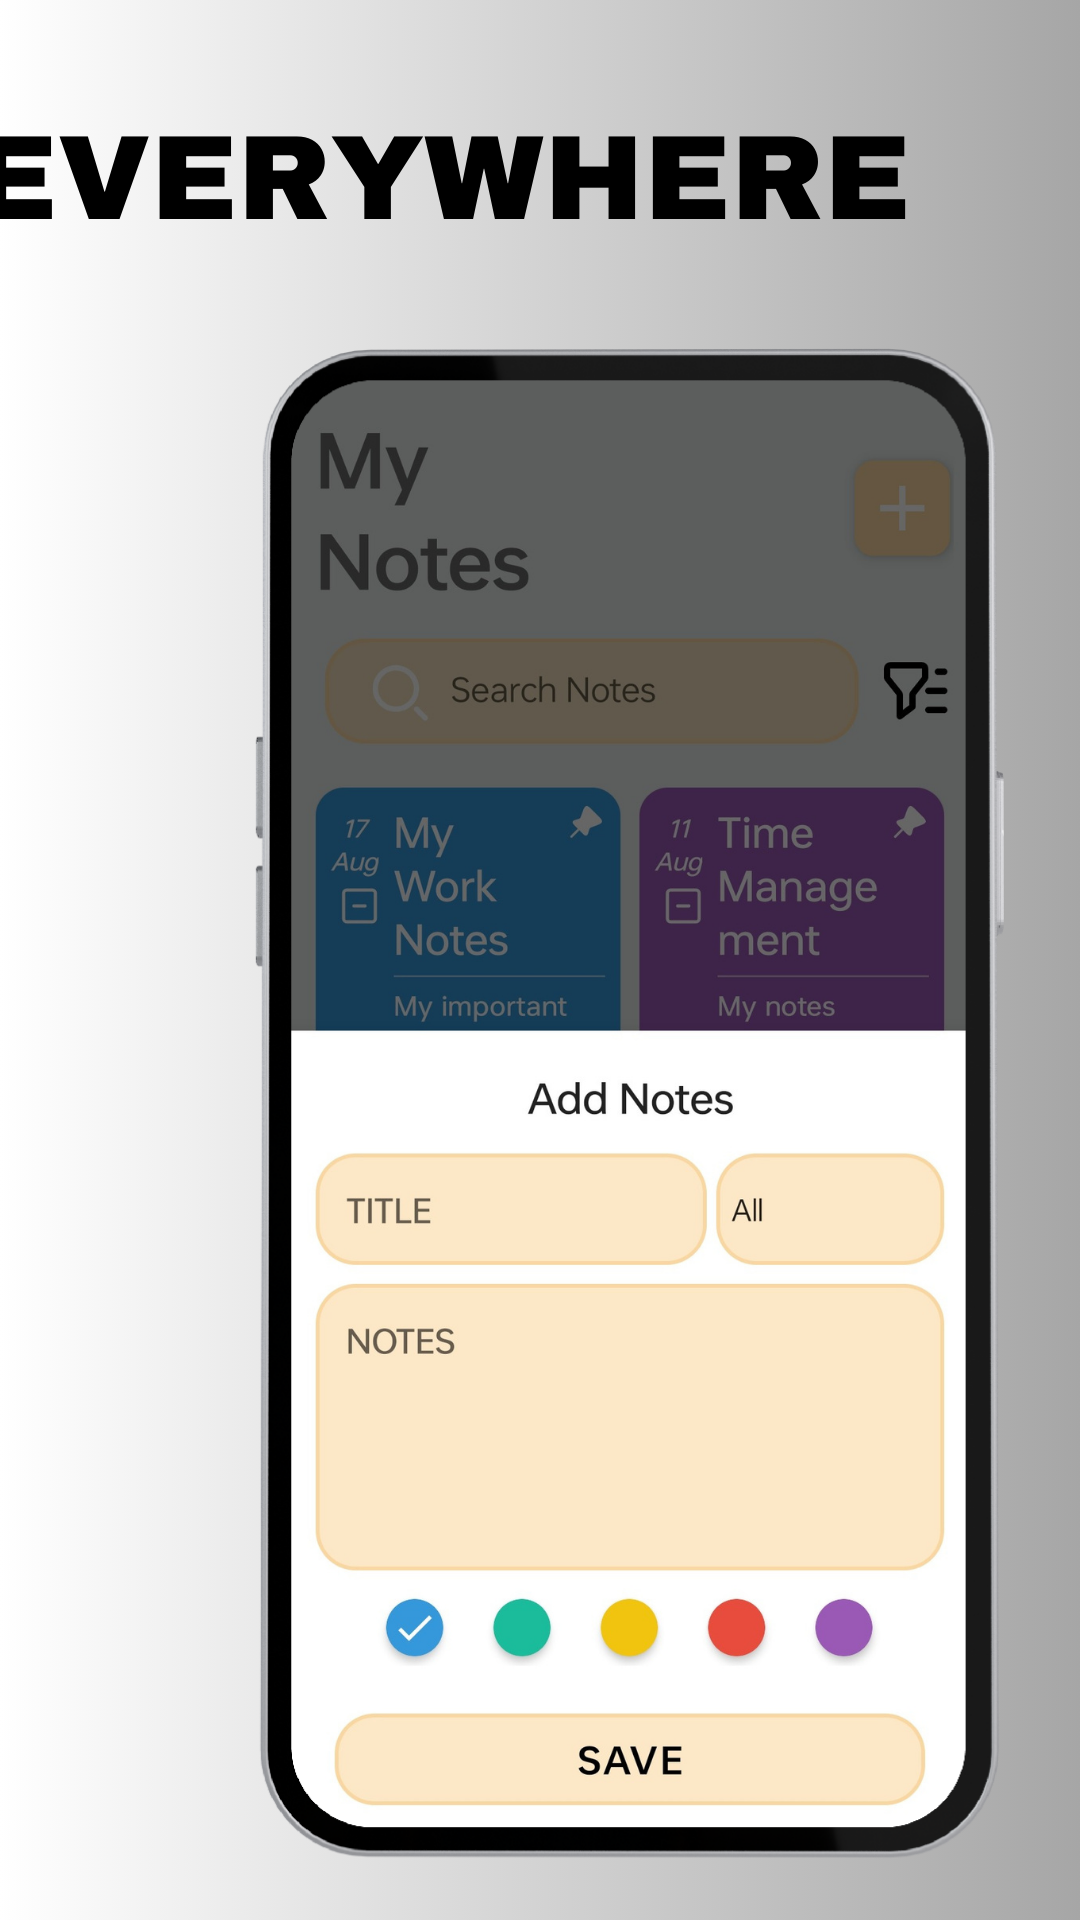 EVERYWHERE
My
Notes
Search Notes
17
Aug
My
Work
Notes
My important
11
Aug
Time
Manage
ment
My notes
Add Notes
TITLE
All
NOTES
SAVE